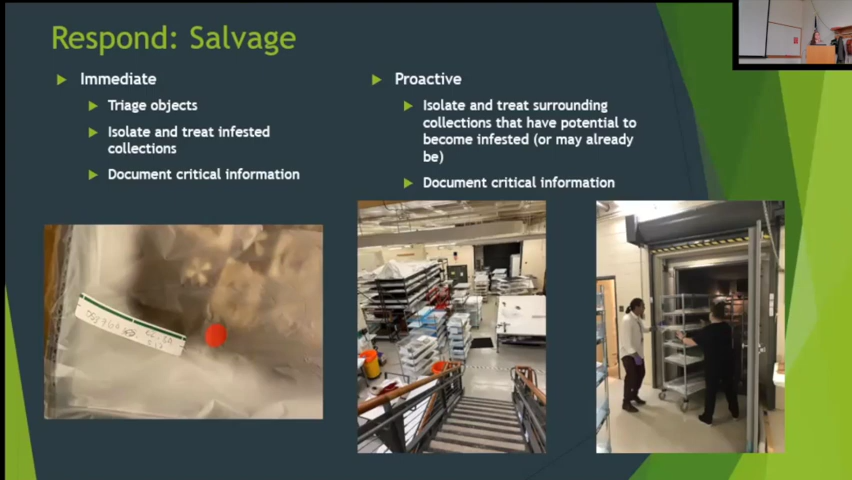 Respond: Salvage
Immediate
Triage objects
Isolate and treat infested
collections
Document critical information
Proactive
Isolate and treat surrounding
collections that have potential to
become infested (or may already
be)
Document critical information